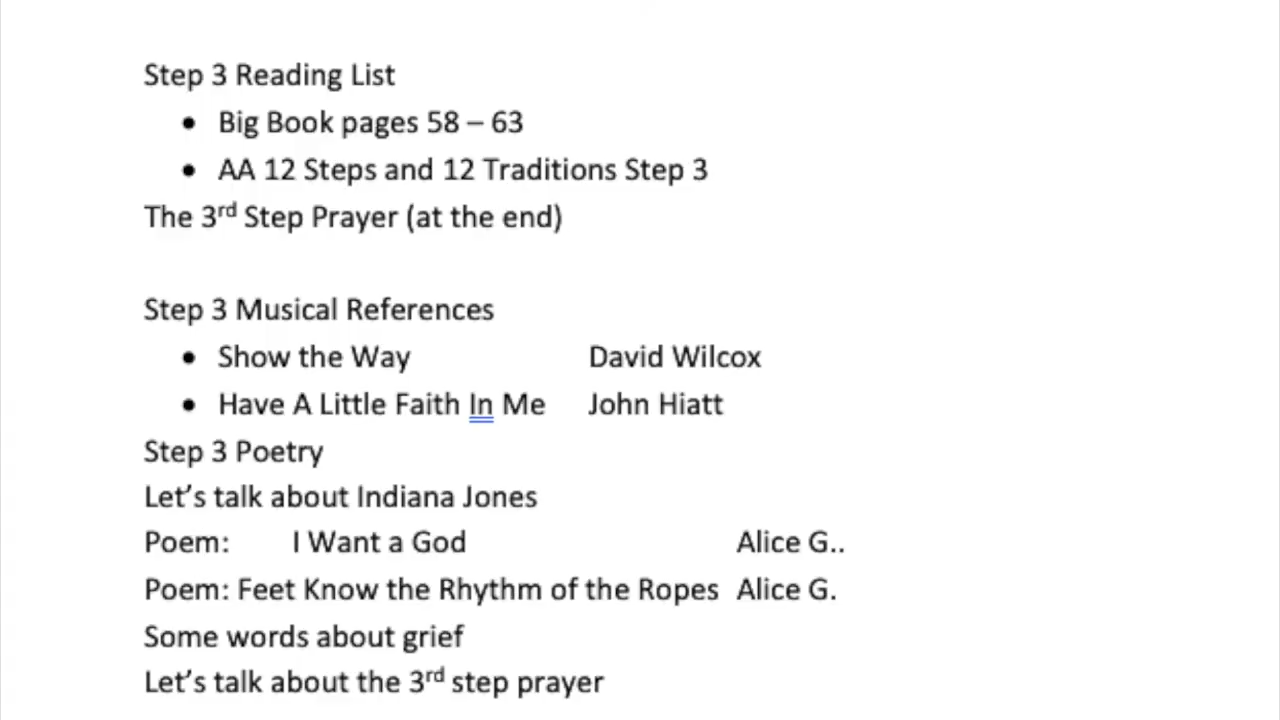 Step 3 Reading List
• Big Book pages 58 – 63
• AA 12 Steps and 12 Traditions Step 3
The 3rd Step Prayer (at the end)
Step 3 Musical References
• Show the Way David Wilcox
• Have A Little Faith In Me John Hiatt
Step 3 Poetry
Let’s talk about Indiana Jones
Poem: I Want a God Alice G..
Poem: Feet Know the Rhythm of the Ropes Alice G.
Some words about grief
Let’s talk about the 3rd step prayer